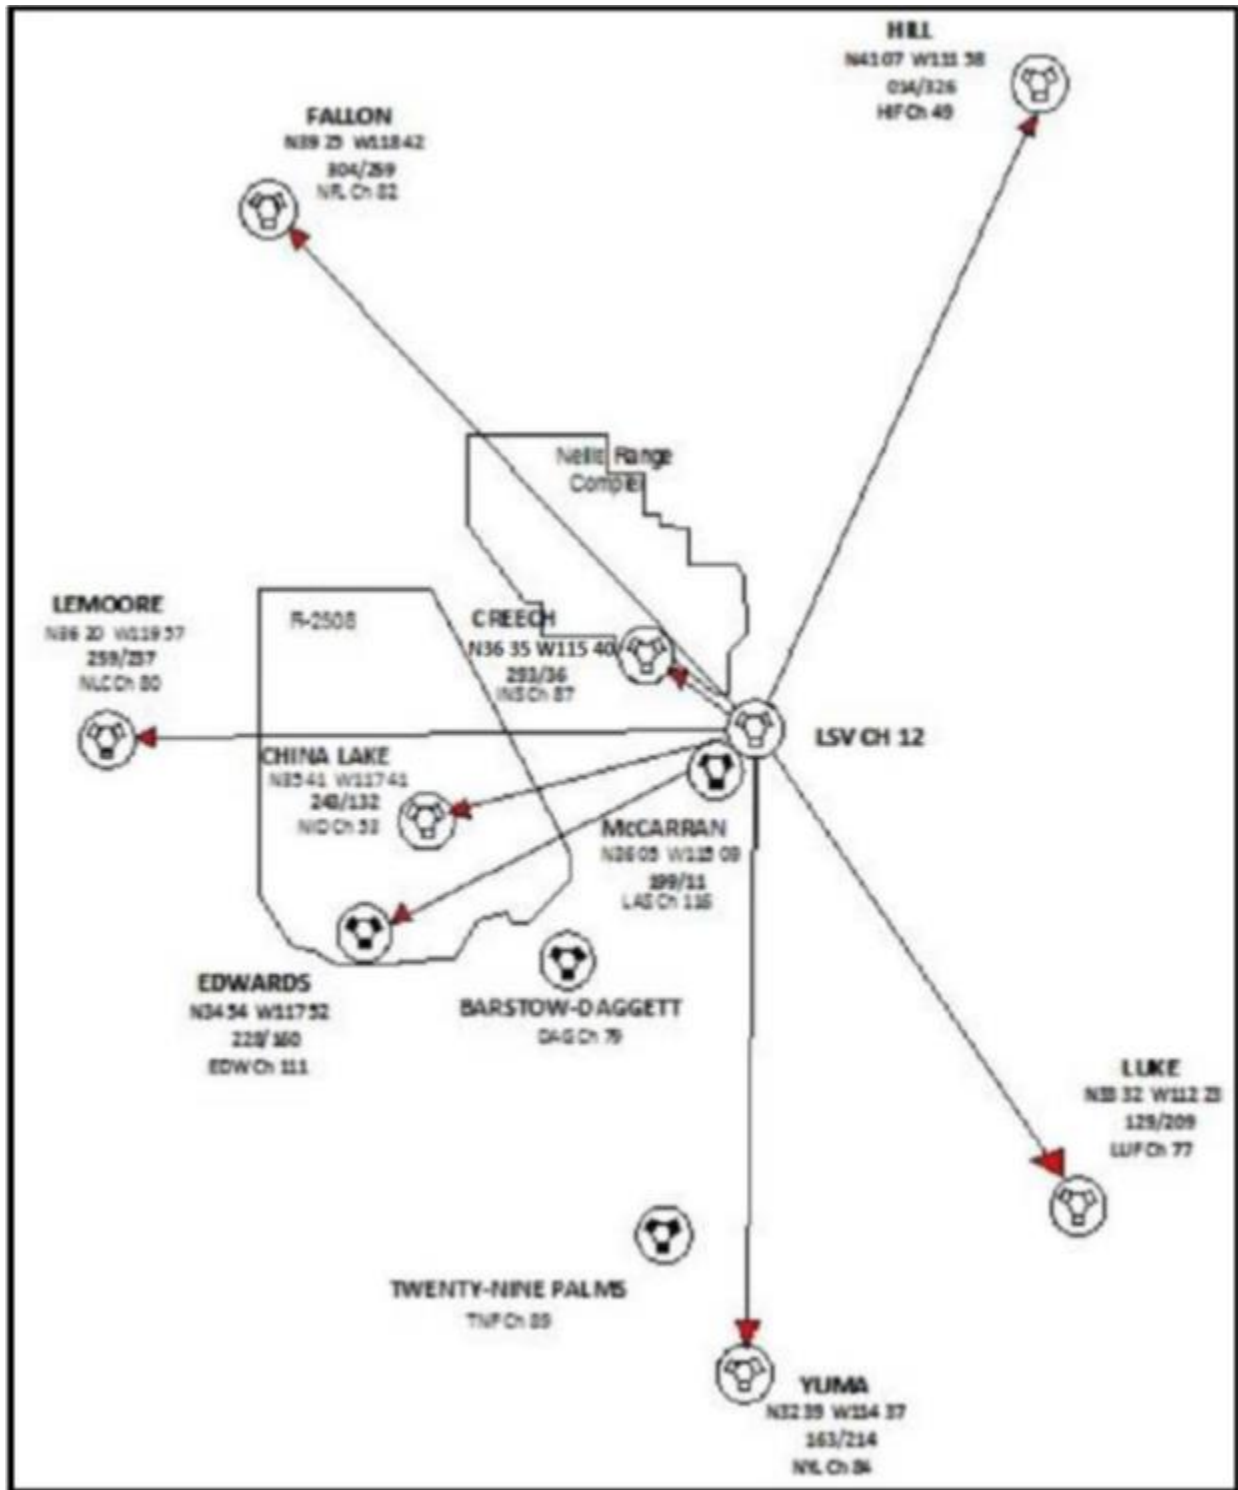 HILL
N41 07 W111 58
014/326
HIF Ch 49
FALLON
N39 25 W118 42
304/259
NFL Ch 82
Nellis Range
Complex
LEMOORE
N36 20 W119 57
259/237
NLC Ch 80
R-2508
CREECH
N36 35 W115 40
293/36
INS Ch 87
LSV CH 12
CHINA LAKE
N35 41 W117 41
243/132
NID Ch 53
McCARRAN
N36 05 W115 09
199/11
LAS Ch 116
EDWARDS
N34 54 W117 52
228/160
EDW Ch 111
BARSTOW-DAGGETT
DAG Ch 79
LUKE
N33 32 W112 23
129/209
LUF Ch 77
TWENTY-NINE PALMS
TNP Ch 89
YUMA
N32 39 W114 37
163/214
NYL Ch 84